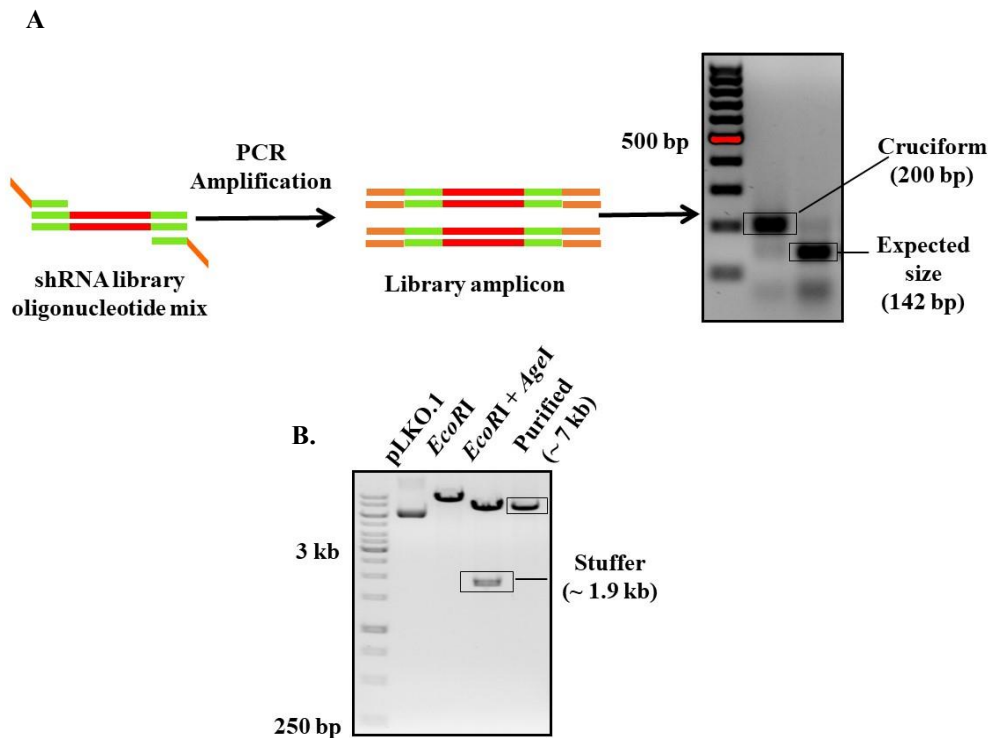 A
PCR
Amplification
shRNA library
oligonucleotide mix
Library amplicon
500 bp
Cruciform
(200 bp)
Expected
size
(142 bp)
B.
pLKO.1
EcoRI
EcoRI + AgeI
Purified
(~ 7 kb)
3 kb
Stuffer
(~ 1.9 kb)
250 bp